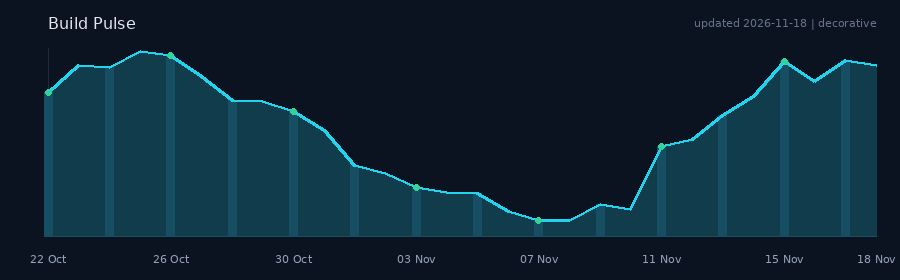 Build Pulse
updated 2026-11-18 | decorative
22 Oct 26 Oct 30 Oct 03 Nov 07 Nov 11 Nov 15 Nov 18 Nov